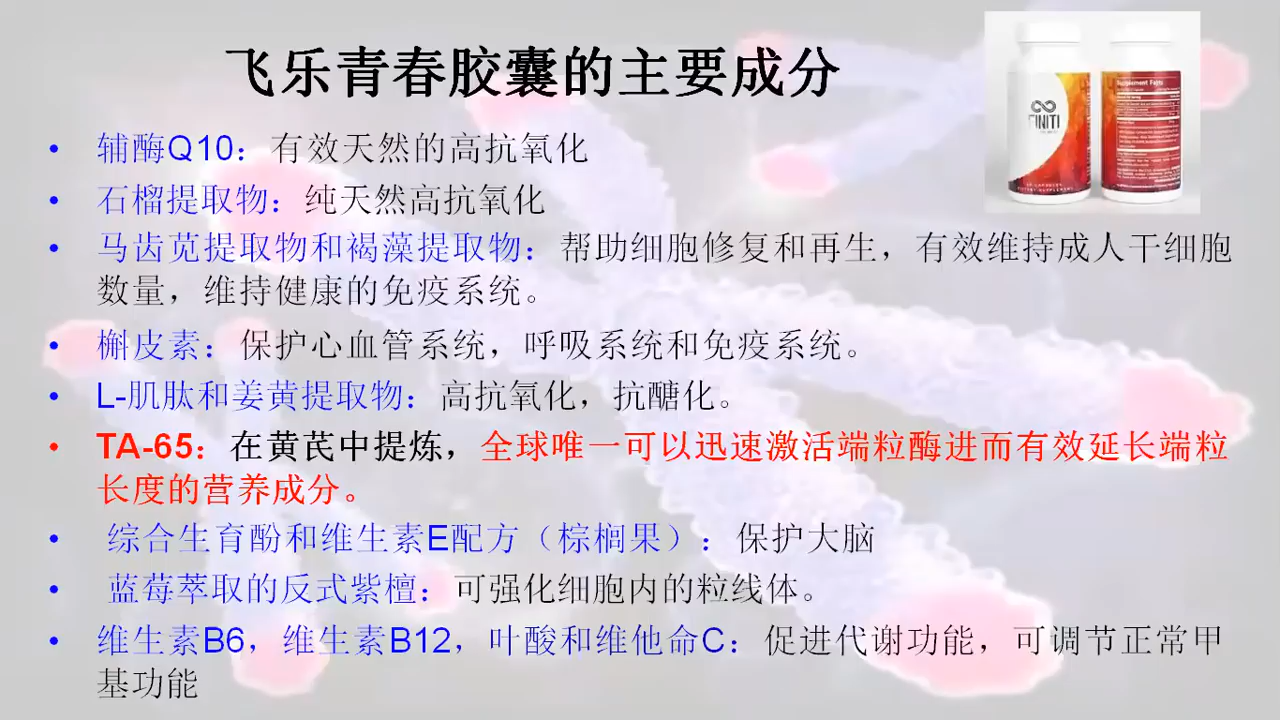 飞乐青春胶囊的主要成分
• 辅酶Q10：有效天然的高抗氧化
• 石榴提取物：纯天然高抗氧化
• 马齿苋提取物和褐藻提取物：帮助细胞修复和再生，有效维持成人干细胞
数量，维持健康的免疫系统。
• 槲皮素：保护心血管系统，呼吸系统和免疫系统。
• L-肌肽和姜黄提取物：高抗氧化，抗醣化。
• TA-65：在黄芪中提炼，全球唯一可以迅速激活端粒酶进而有效延长端粒
长度的营养成分。
• 综合生育酚和维生素E配方（棕榈果）：保护大脑
• 蓝莓萃取的反式紫檀：可强化细胞内的粒线体。
• 维生素B6，维生素B12，叶酸和维他命C：促进代谢功能，可调节正常甲
基功能
FINITI
Supplement Facts